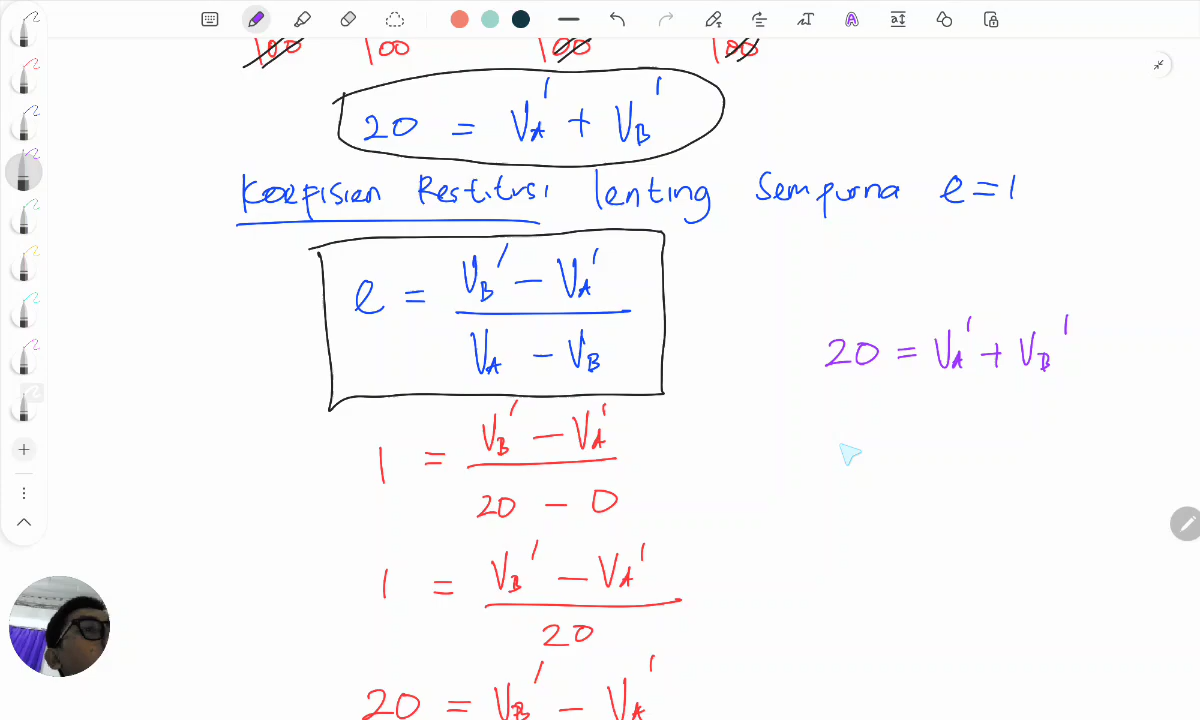 100 100 100 100
20 = VA' + VB'
Koefisien Restitusi lenting Sempurna e = 1
e = VB' − VA' / VA − VB
20 = VA' + VB'
1 = VB' − VA' / 20 − 0
1 = VB' − VA' / 20
20 = VB' − VA'